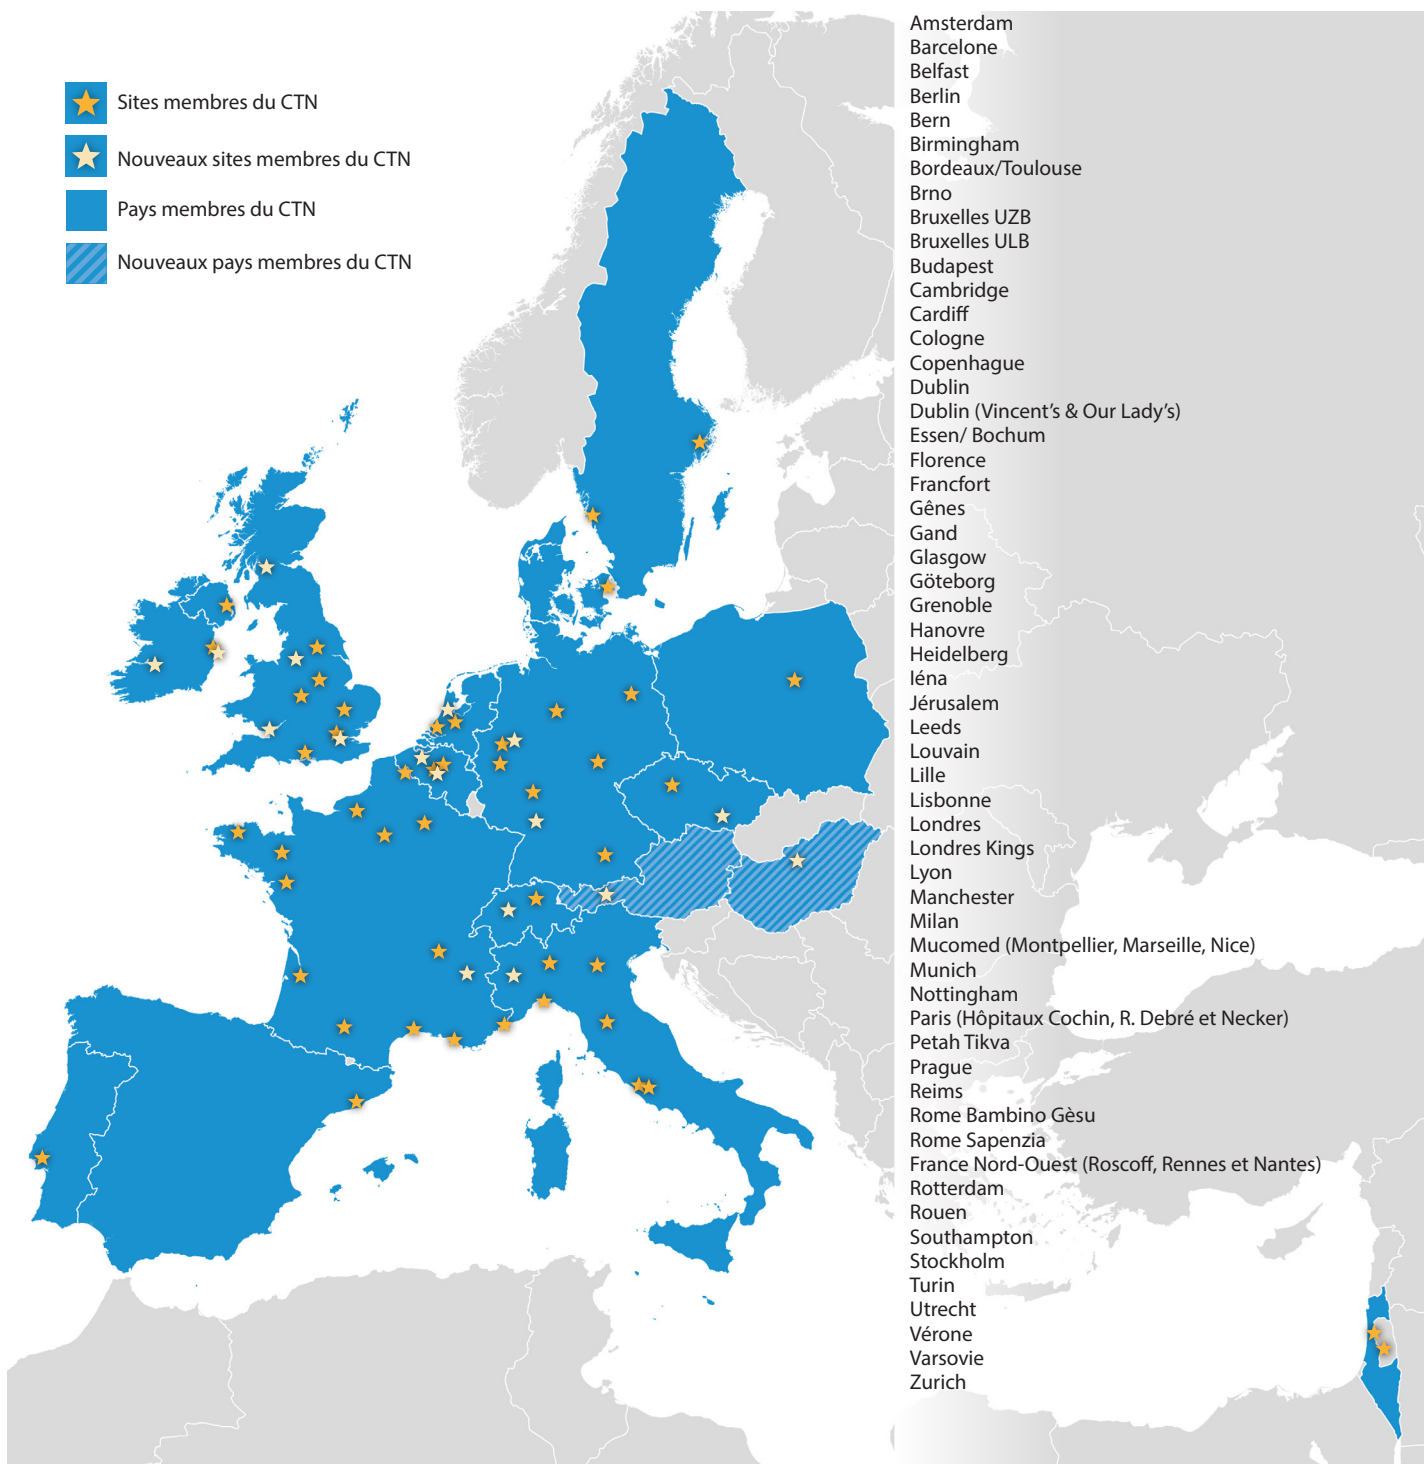 Sites membres du CTN
Nouveaux sites membres du CTN
Pays membres du CTN
Nouveaux pays membres du CTN
Amsterdam
Barcelone
Belfast
Berlin
Bern
Birmingham
Bordeaux/Toulouse
Brno
Bruxelles UZB
Bruxelles ULB
Budapest
Cambridge
Cardiff
Cologne
Copenhague
Dublin
Dublin (Vincent’s & Our Lady’s)
Essen/ Bochum
Florence
Francfort
Gênes
Gand
Glasgow
Göteborg
Grenoble
Hanovre
Heidelberg
Iéna
Jérusalem
Leeds
Louvain
Lille
Lisbonne
Londres
Londres Kings
Lyon
Manchester
Milan
Mucomed (Montpellier, Marseille, Nice)
Munich
Nottingham
Paris (Hôpitaux Cochin, R. Debré et Necker)
Petah Tikva
Prague
Reims
Rome Bambino Gèsu
Rome Sapenzia
France Nord-Ouest (Roscoff, Rennes et Nantes)
Rotterdam
Rouen
Southampton
Stockholm
Turin
Utrecht
Vérone
Varsovie
Zurich